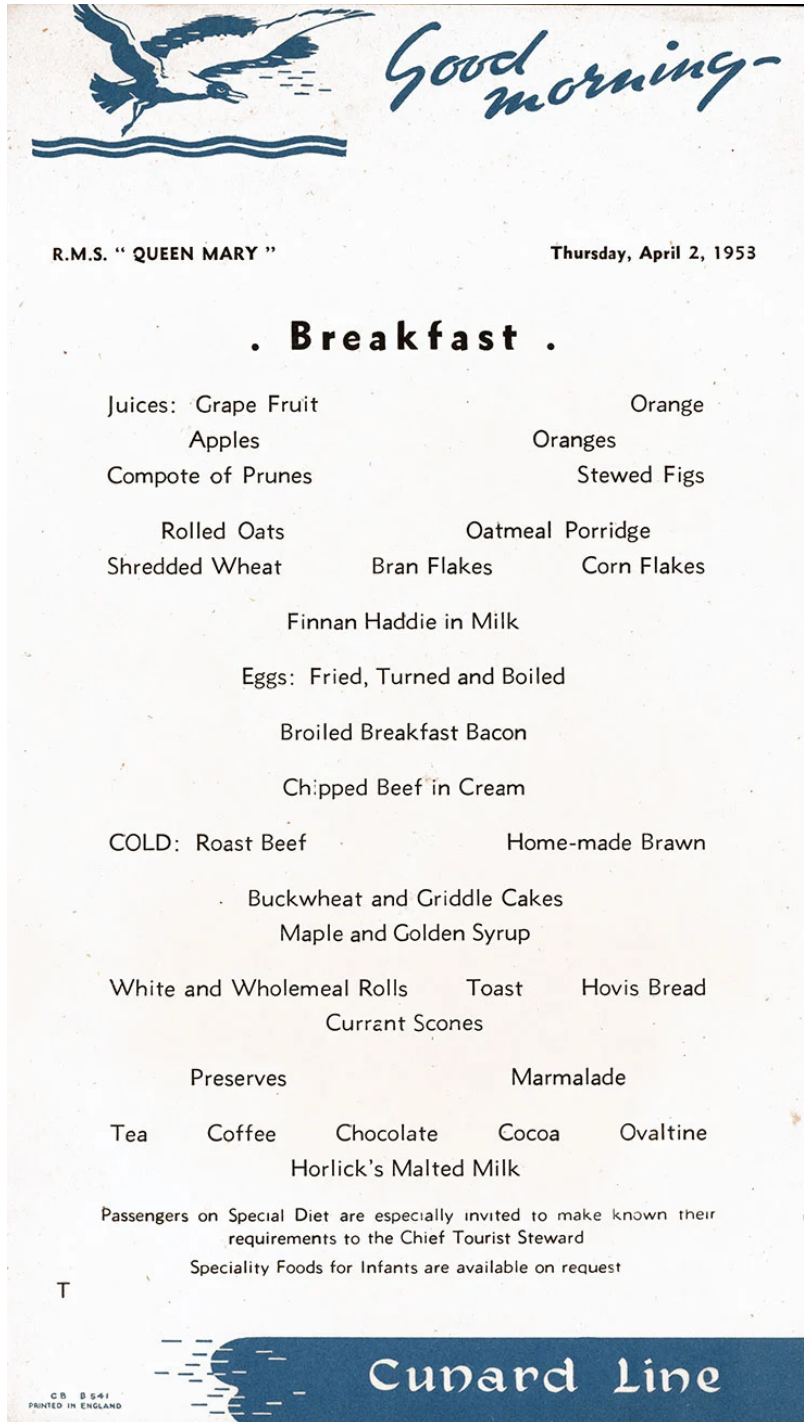 Good
morning-
R.M.S. “ QUEEN MARY ” Thursday, April 2, 1953
. Breakfast .
Juices: Grape Fruit Orange
Apples Oranges
Compote of Prunes Stewed Figs
Rolled Oats Oatmeal Porridge
Shredded Wheat Bran Flakes Corn Flakes
Finnan Haddie in Milk
Eggs: Fried, Turned and Boiled
Broiled Breakfast Bacon
Chipped Beef in Cream
COLD: Roast Beef Home-made Brawn
Buckwheat and Griddle Cakes
Maple and Golden Syrup
White and Wholemeal Rolls Toast Hovis Bread
Currant Scones
Preserves Marmalade
Tea Coffee Chocolate Cocoa Ovaltine
Horlick's Malted Milk
Passengers on Special Diet are especially invited to make known their
requirements to the Chief Tourist Steward
Speciality Foods for Infants are available on request
T
Cunard Line
CB B 541
PRINTED IN ENGLAND